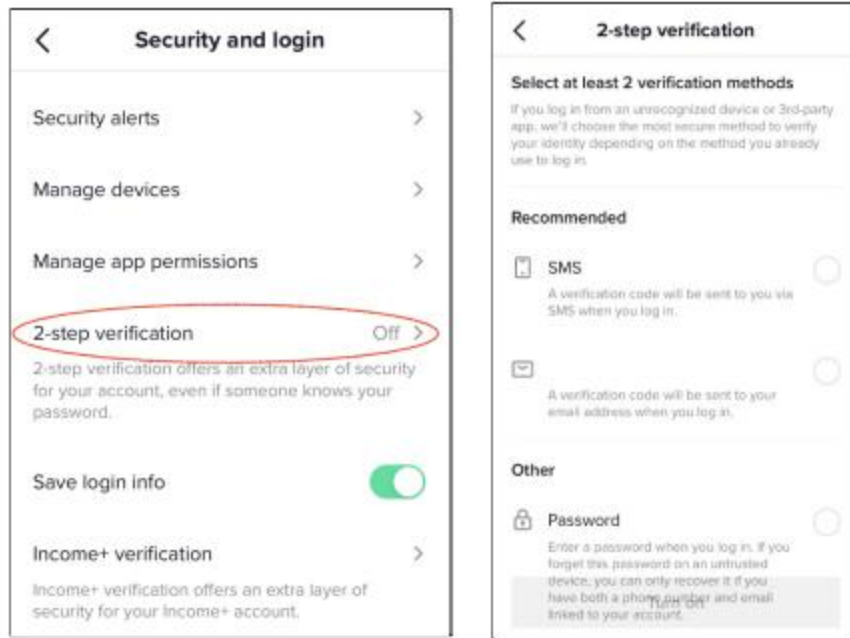 Security and login
Security alerts
Manage devices
Manage app permissions
2-step verification Off
2-step verification offers an extra layer of security
for your account, even if someone knows your
password.
Save login info
Income+ verification
Income+ verification offers an extra layer of
security for your Income+ account.
2-step verification
Select at least 2 verification methods
If you log in from an unrecognized device or 3rd-party
app, we'll choose the most secure method to verify
your identity depending on the method you already
use to log in.
Recommended
SMS
A verification code will be sent to you via
SMS when you log in.
A verification code will be sent to your
email address when you log in.
Other
Password
Enter a password when you log in. If you
forget this password on an untrusted
device, you can only recover it if you
have both a phone number and email
Turn on
linked to your account.